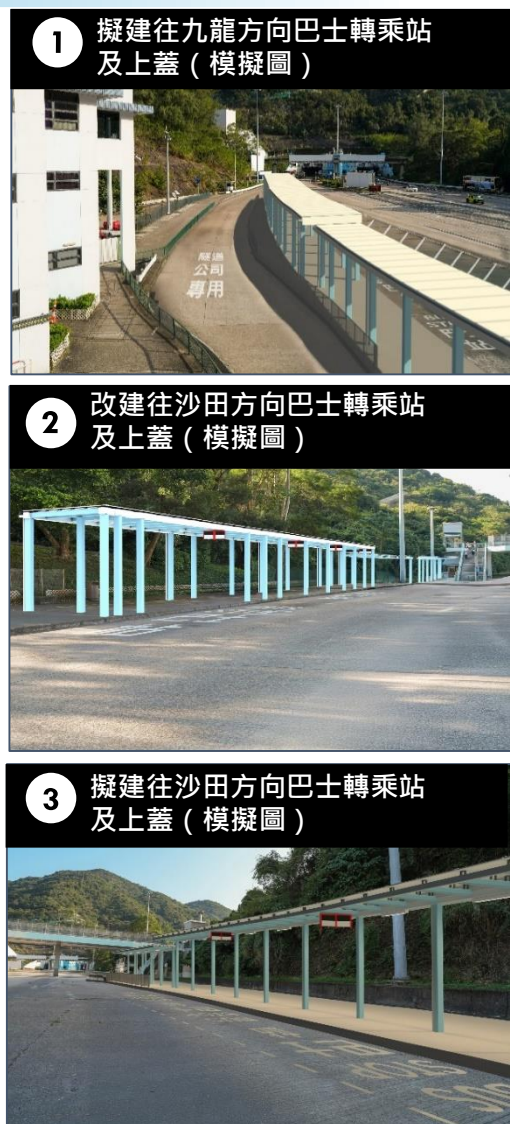 1
擬建往九龍方向巴士轉乘站
及上蓋（模擬圖）
隧道
公司
專用
2
改建往沙田方向巴士轉乘站
及上蓋（模擬圖）
3
擬建往沙田方向巴士轉乘站
及上蓋（模擬圖）